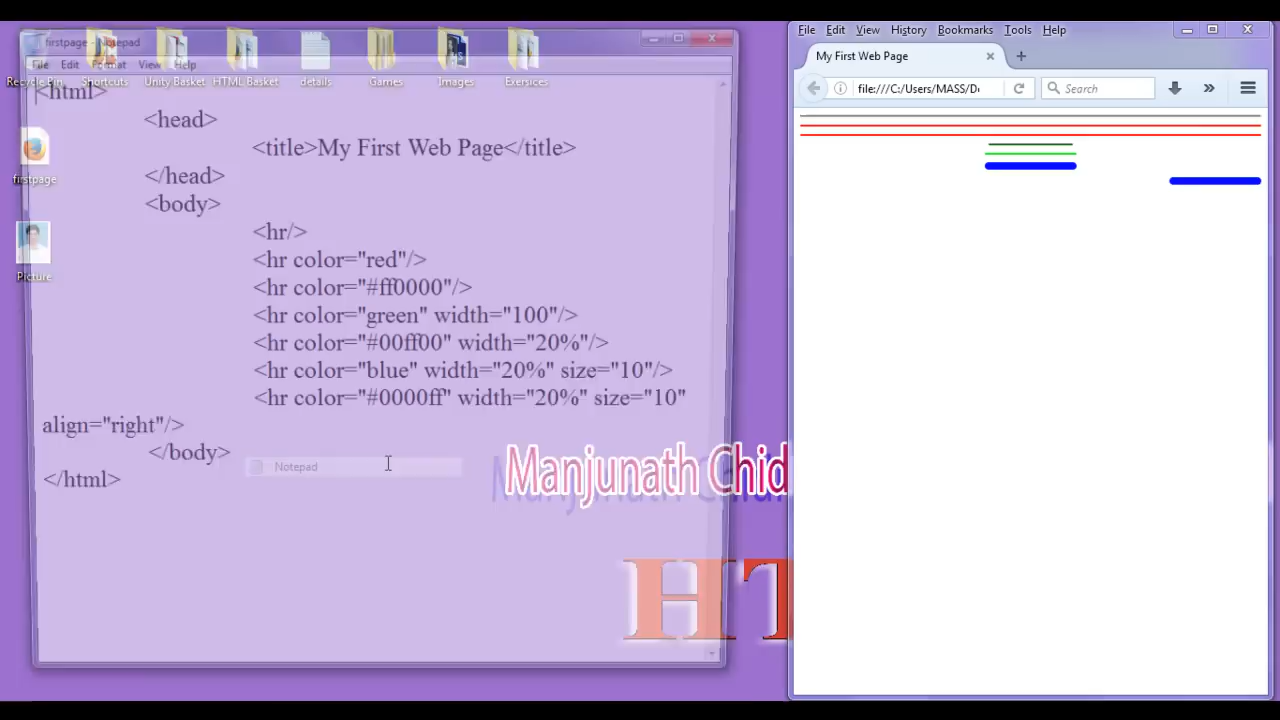 firstpage - Notepad
File Edit Format View Help
Recycle Bin Shortcuts Unity Basket HTML Basket details Games Images Exersices
<html>
<head>
<title>My First Web Page</title>
</head>
<body>
<hr/>
<hr color="red"/>
<hr color="#ff0000"/>
<hr color="green" width="100"/>
<hr color="#00ff00" width="20%"/>
<hr color="blue" width="20%" size="10"/>
<hr color="#0000ff" width="20%" size="10"
align="right"/>
</body>
</html>
firstpage
Picture
Notepad
Manjunath Chid
HT
File Edit View History Bookmarks Tools Help
My First Web Page
file:///C:/Users/MASS/D
Search